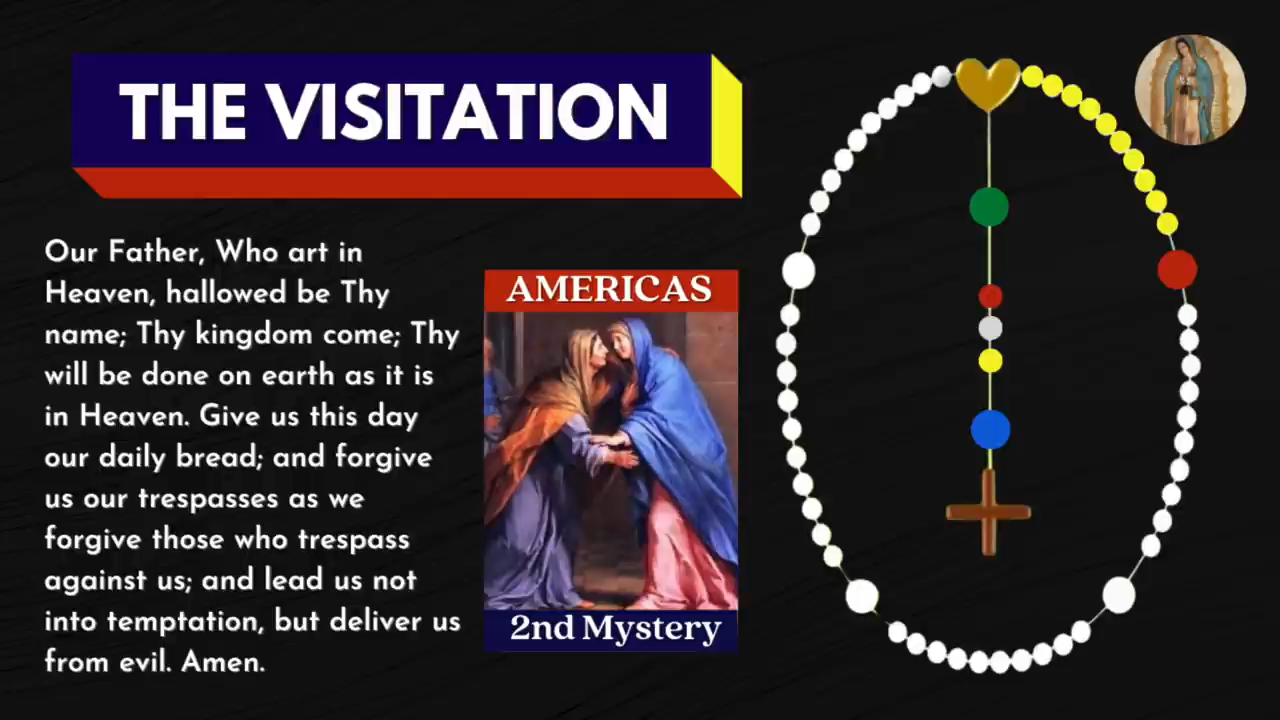 THE VISITATION
Our Father, Who art in
Heaven, hallowed be Thy
name; Thy kingdom come; Thy
will be done on earth as it is
in Heaven. Give us this day
our daily bread; and forgive
us our trespasses as we
forgive those who trespass
against us; and lead us not
into temptation, but deliver us
from evil. Amen.
AMERICAS
2nd Mystery